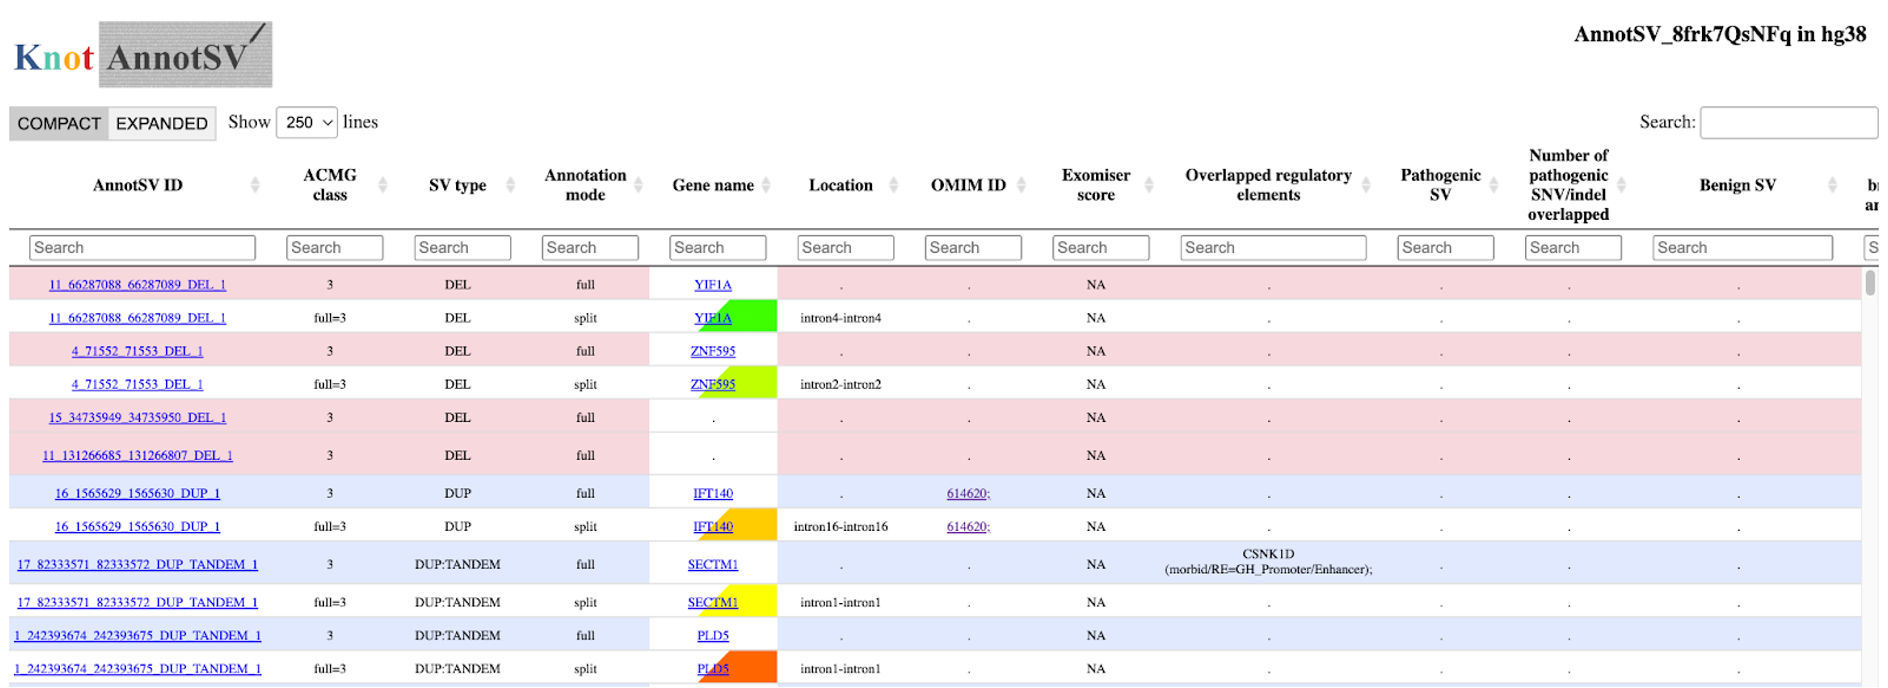 Knot AnnotSV
AnnotSV_8frk7QsNFq in hg38
COMPACT EXPANDED Show 250 lines
Search:
AnnotSV ID ACMG class SV type Annotation mode Gene name Location OMIM ID Exomiser score Overlapped regulatory elements Pathogenic SV Number of pathogenic SNV/indel overlapped Benign SV
Search Search Search Search Search Search Search Search Search Search Search Search
11_66287088_66287089_DEL_1 3 DEL full YIF1A . . NA . . . .
11_66287088_66287089_DEL_1 full=3 DEL split YIF1A intron4-intron4 . NA . . . .
4_71552_71553_DEL_1 3 DEL full ZNF595 . . NA . . . .
4_71552_71553_DEL_1 full=3 DEL split ZNF595 intron2-intron2 . NA . . . .
15_34735949_34735950_DEL_1 3 DEL full . . . NA . . . .
11_131266685_131266807_DEL_1 3 DEL full . . . NA . . . .
16_1565629_1565630_DUP_1 3 DUP full IFT140 . 614620; NA . . . .
16_1565629_1565630_DUP_1 full=3 DUP split IFT140 intron16-intron16 614620; NA . . . .
17_82333571_82333572_DUP_TANDEM_1 3 DUP:TANDEM full SECTM1 . . NA CSNK1D (morbid/RE=GH_Promoter/Enhancer); . . .
17_82333571_82333572_DUP_TANDEM_1 full=3 DUP:TANDEM split SECTM1 intron1-intron1 . NA . . . .
1_242393674_242393675_DUP_TANDEM_1 3 DUP:TANDEM full PLD5 . . NA . . . .
1_242393674_242393675_DUP_TANDEM_1 full=3 DUP:TANDEM split PLD5 intron1-intron1 . NA . . . .